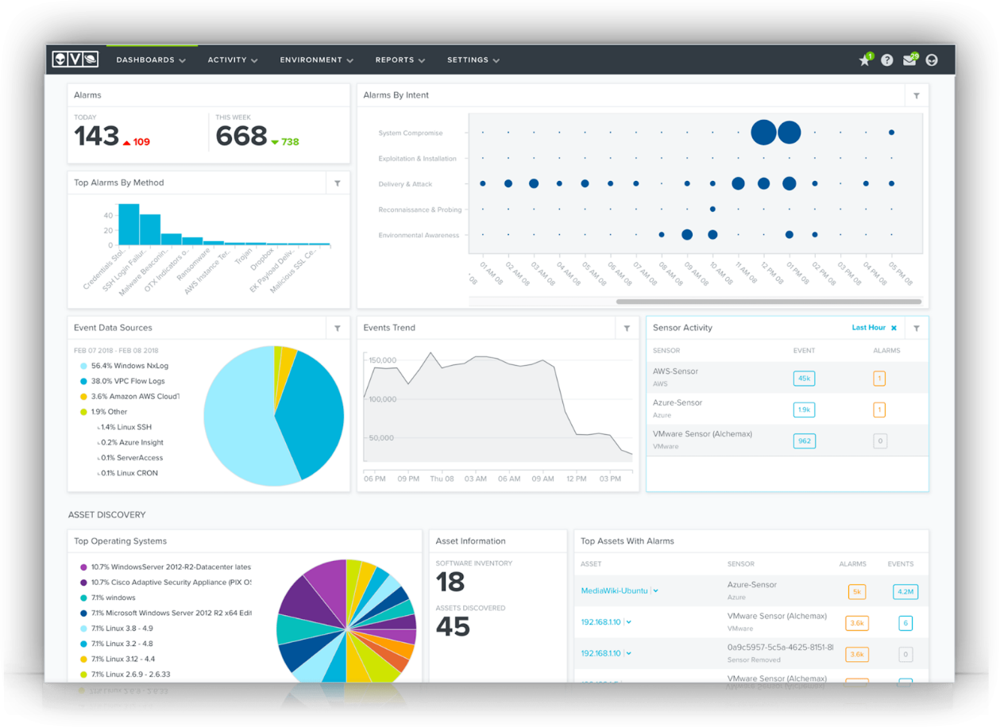 V
DASHBOARDS ACTIVITY ENVIRONMENT REPORTS SETTINGS 1 ? 29
Alarms
TODAY THIS WEEK
143 109 668 738
Top Alarms By Method
40
20
0
Credentials Stol..
SSH Login Failur..
Malware Beaconin..
OTX Indicators o..
Ransomware
AWS Instance Ter..
Trojan
Dropbox
EK Payload Deliv..
Malicious SSL Ce..
Alarms By Intent
System Compromise
Exploitation & Installation
Delivery & Attack
Reconnaissance & Probing
Environmental Awareness
08 01 AM 08 02 AM 08 03 AM 08 04 AM 08 05 AM 08 06 AM 08 07 AM 08 08 AM 08 09 AM 08 10 AM 08 11 AM 08 12 PM 08 01 PM 08 02 PM 08 03 PM 08 04 PM 08 05 PM 08
Event Data Sources
FEB 07 2018 - FEB 08 2018
56.4% Windows NxLog
38.0% VPC Flow Logs
3.6% Amazon AWS CloudT
1.9% Other
1.4% Linux SSH
0.2% Azure Insight
0.1% ServerAccess
0.1% Linux CRON
Events Trend
150,000
100,000
50,000
06 PM 09 PM Thu 08 03 AM 06 AM 09 AM 12 PM 03 PM
Sensor Activity Last Hour
SENSOR EVENT ALARMS
AWS-Sensor 45k 1
AWS
Azure-Sensor 1.9k 1
Azure
VMware Sensor (Alchemax) 962 0
VMware
ASSET DISCOVERY
Top Operating Systems
10.7% WindowsServer 2012-R2-Datacenter lates
10.7% Cisco Adaptive Security Appliance (PIX OS
7.1% windows
7.1% Microsoft Windows Server 2012 R2 x64 Edit
7.1% Linux 3.8 - 4.9
7.1% Linux 3.2 - 4.8
7.1% Linux 3.12 - 4.4
7.1% Linux 2.6.9 - 2.6.33
Asset Information
SOFTWARE INVENTORY
18
ASSETS DISCOVERED
45
Top Assets With Alarms
ASSET SENSOR ALARMS EVENTS
MediaWiki-Ubuntu Azure-Sensor 5k 4.2M
Azure
192.168.1.10 VMware Sensor (Alchemax) 3.6k 6
VMware
192.168.1.10 0a9c5957-5c5a-4625-8151-8 3.6k 0
Sensor Removed
VMware Sensor (Alchemax)